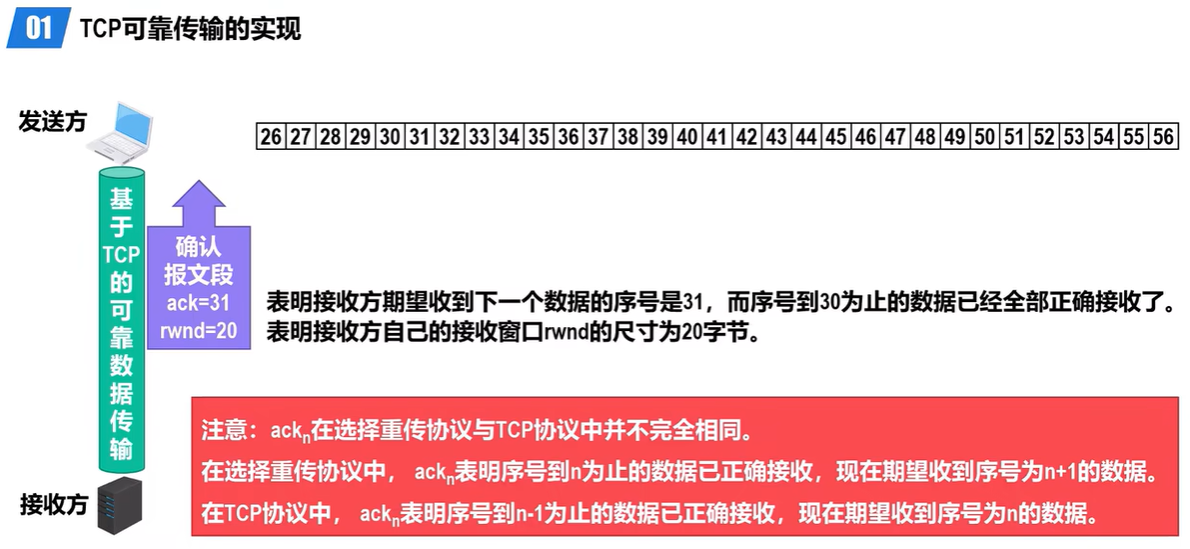 01 TCP可靠传输的实现
发送方
26 27 28 29 30 31 32 33 34 35 36 37 38 39 40 41 42 43 44 45 46 47 48 49 50 51 52 53 54 55 56
基于TCP的可靠数据传输
确认
报文段
ack=31
rwnd=20
表明接收方期望收到下一个数据的序号是31，而序号到30为止的数据已经全部正确接收了。
表明接收方自己的接收窗口rwnd的尺寸为20字节。
注意：ackn在选择重传协议与TCP协议中并不完全相同。
在选择重传协议中， ackn表明序号到n为止的数据已正确接收，现在期望收到序号为n+1的数据。
在TCP协议中， ackn表明序号到n-1为止的数据已正确接收，现在期望收到序号为n的数据。
接收方